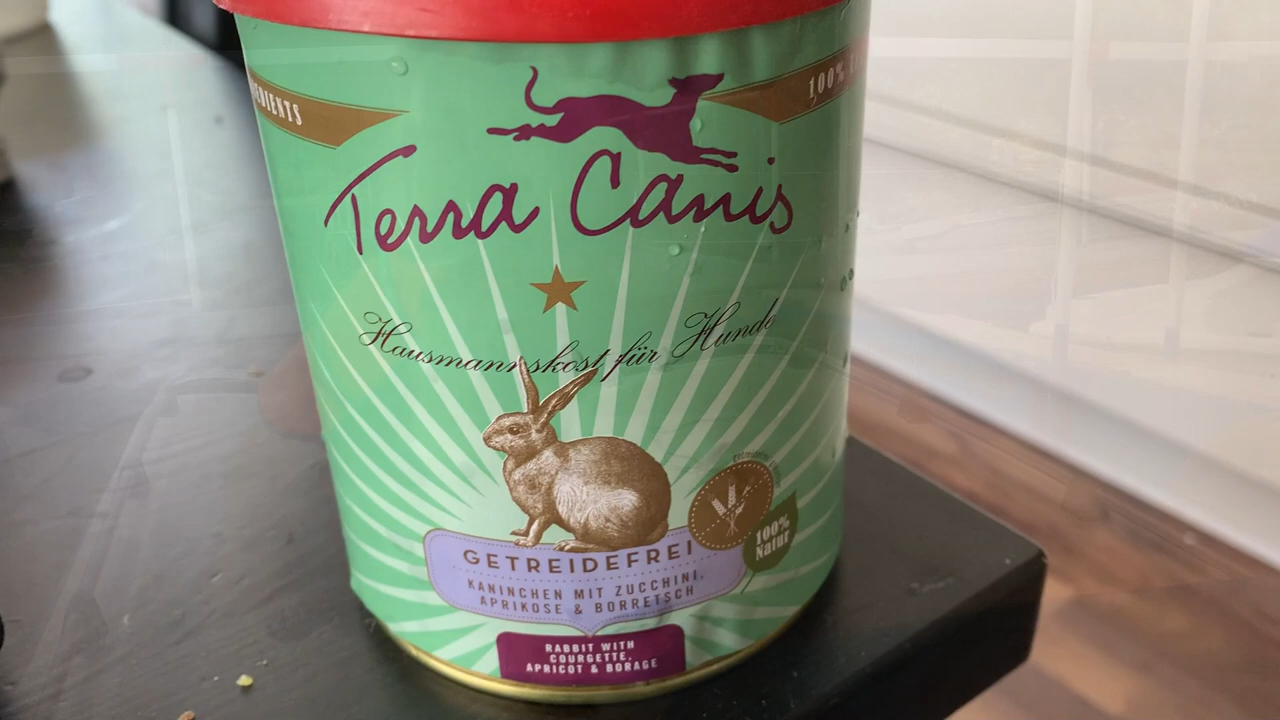 100%
Terra Canis
Hausmannskost für Hunde
GETREIDEFREI
KANINCHEN MIT ZUCCHINI,
APRIKOSE & BORRETSCH
100%
Natur
RABBIT WITH
COURGETTE,
APRICOT & BORAGE